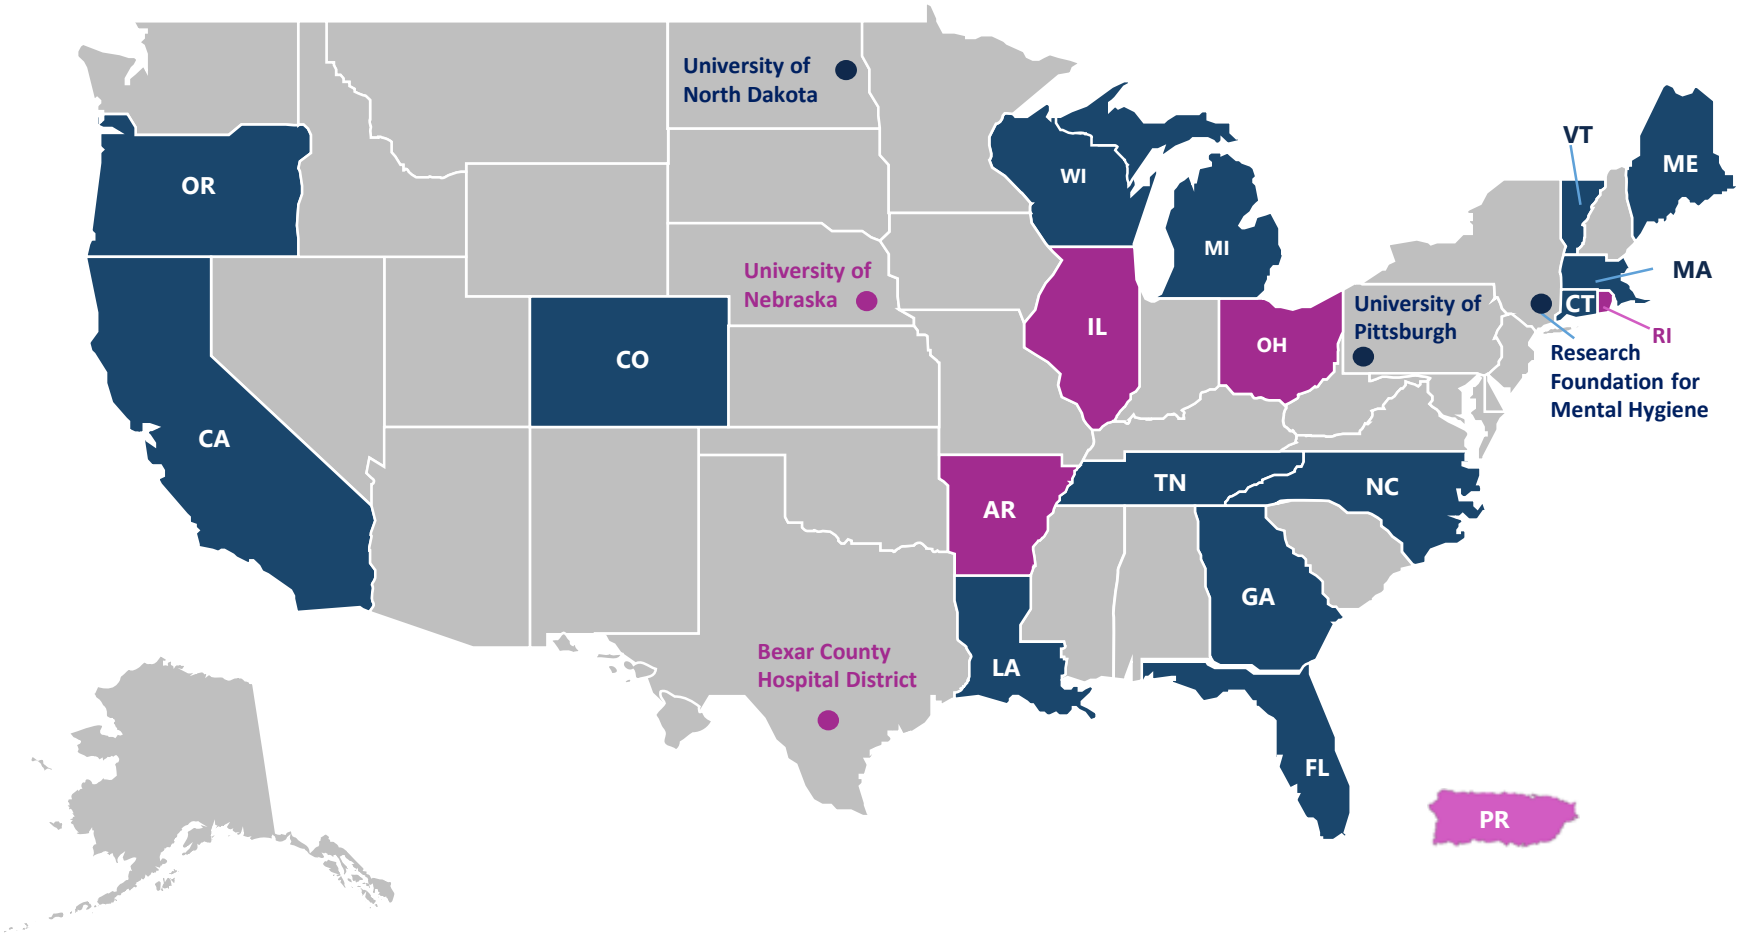 University of
North Dakota
VT
ME
WI
OR
MI
MA
University of
Nebraska
University of
Pittsburgh
CT
IL
RI
OH
CO
Research
Foundation for
Mental Hygiene
CA
TN
NC
AR
GA
Bexar County
Hospital District
LA
FL
PR